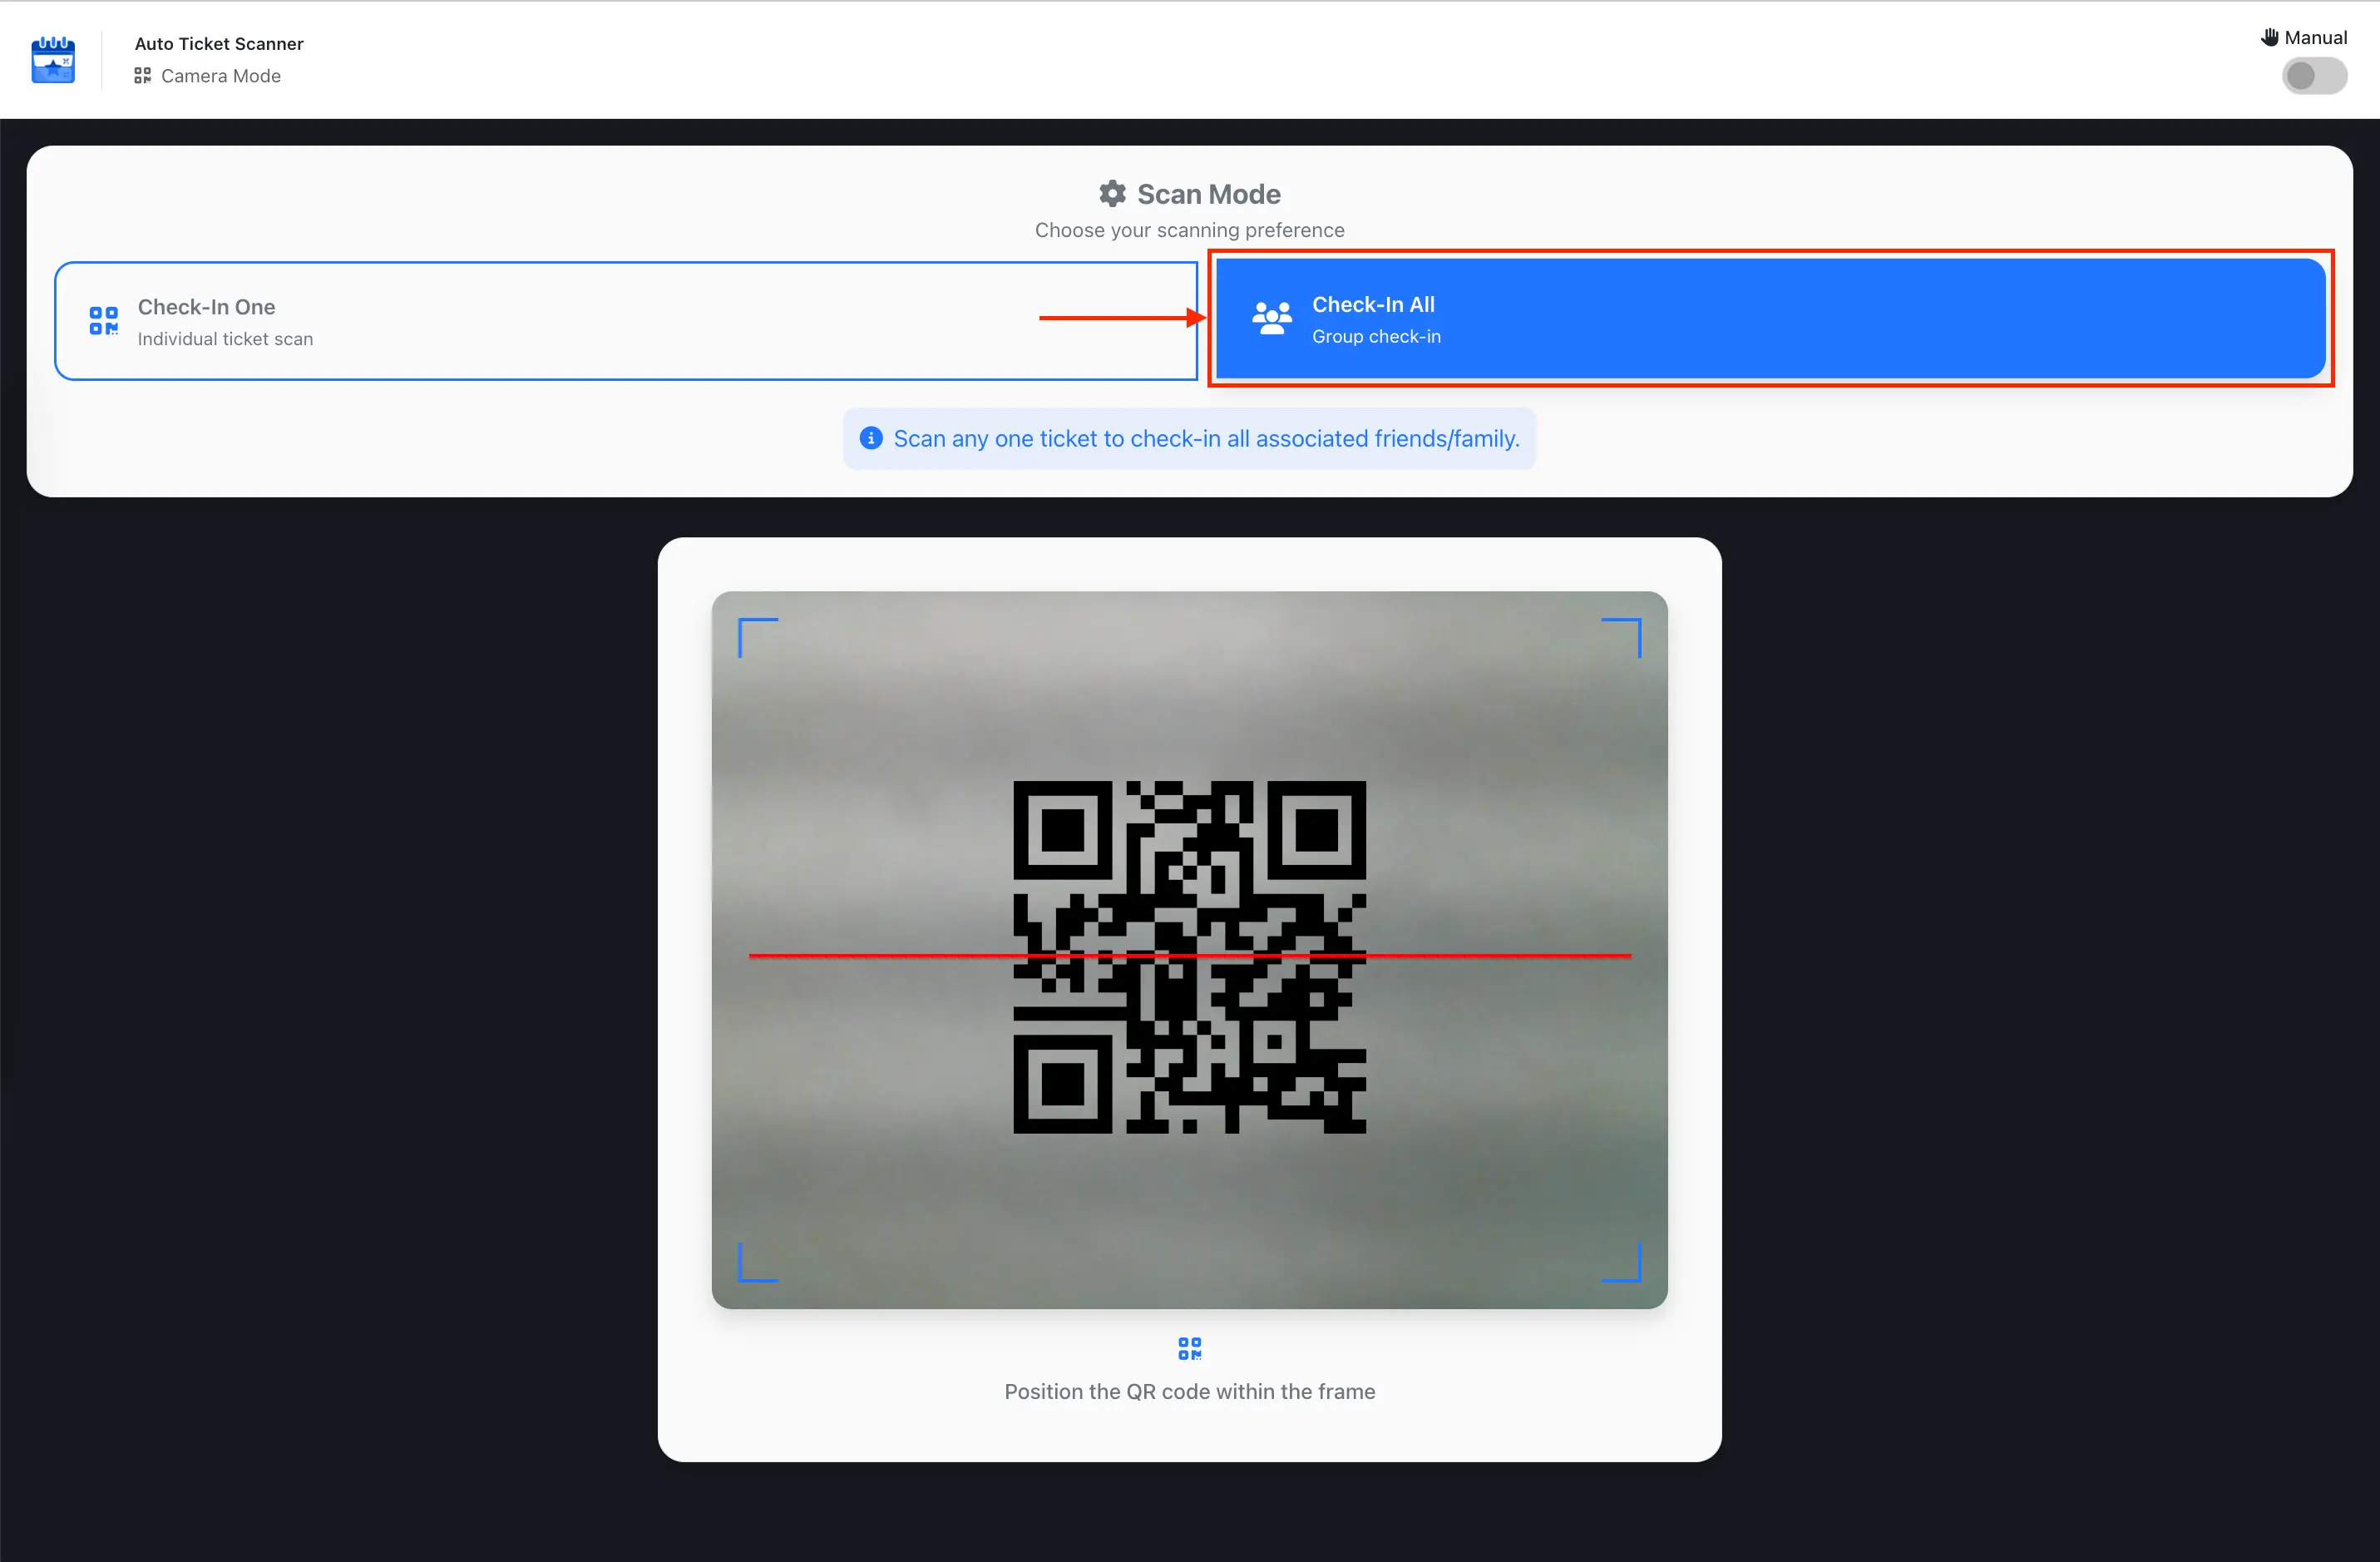 Auto Ticket Scanner
Camera Mode
Manual
Scan Mode
Choose your scanning preference
Check-In One
Individual ticket scan
Check-In All
Group check-in
Scan any one ticket to check-in all associated friends/family.
Position the QR code within the frame